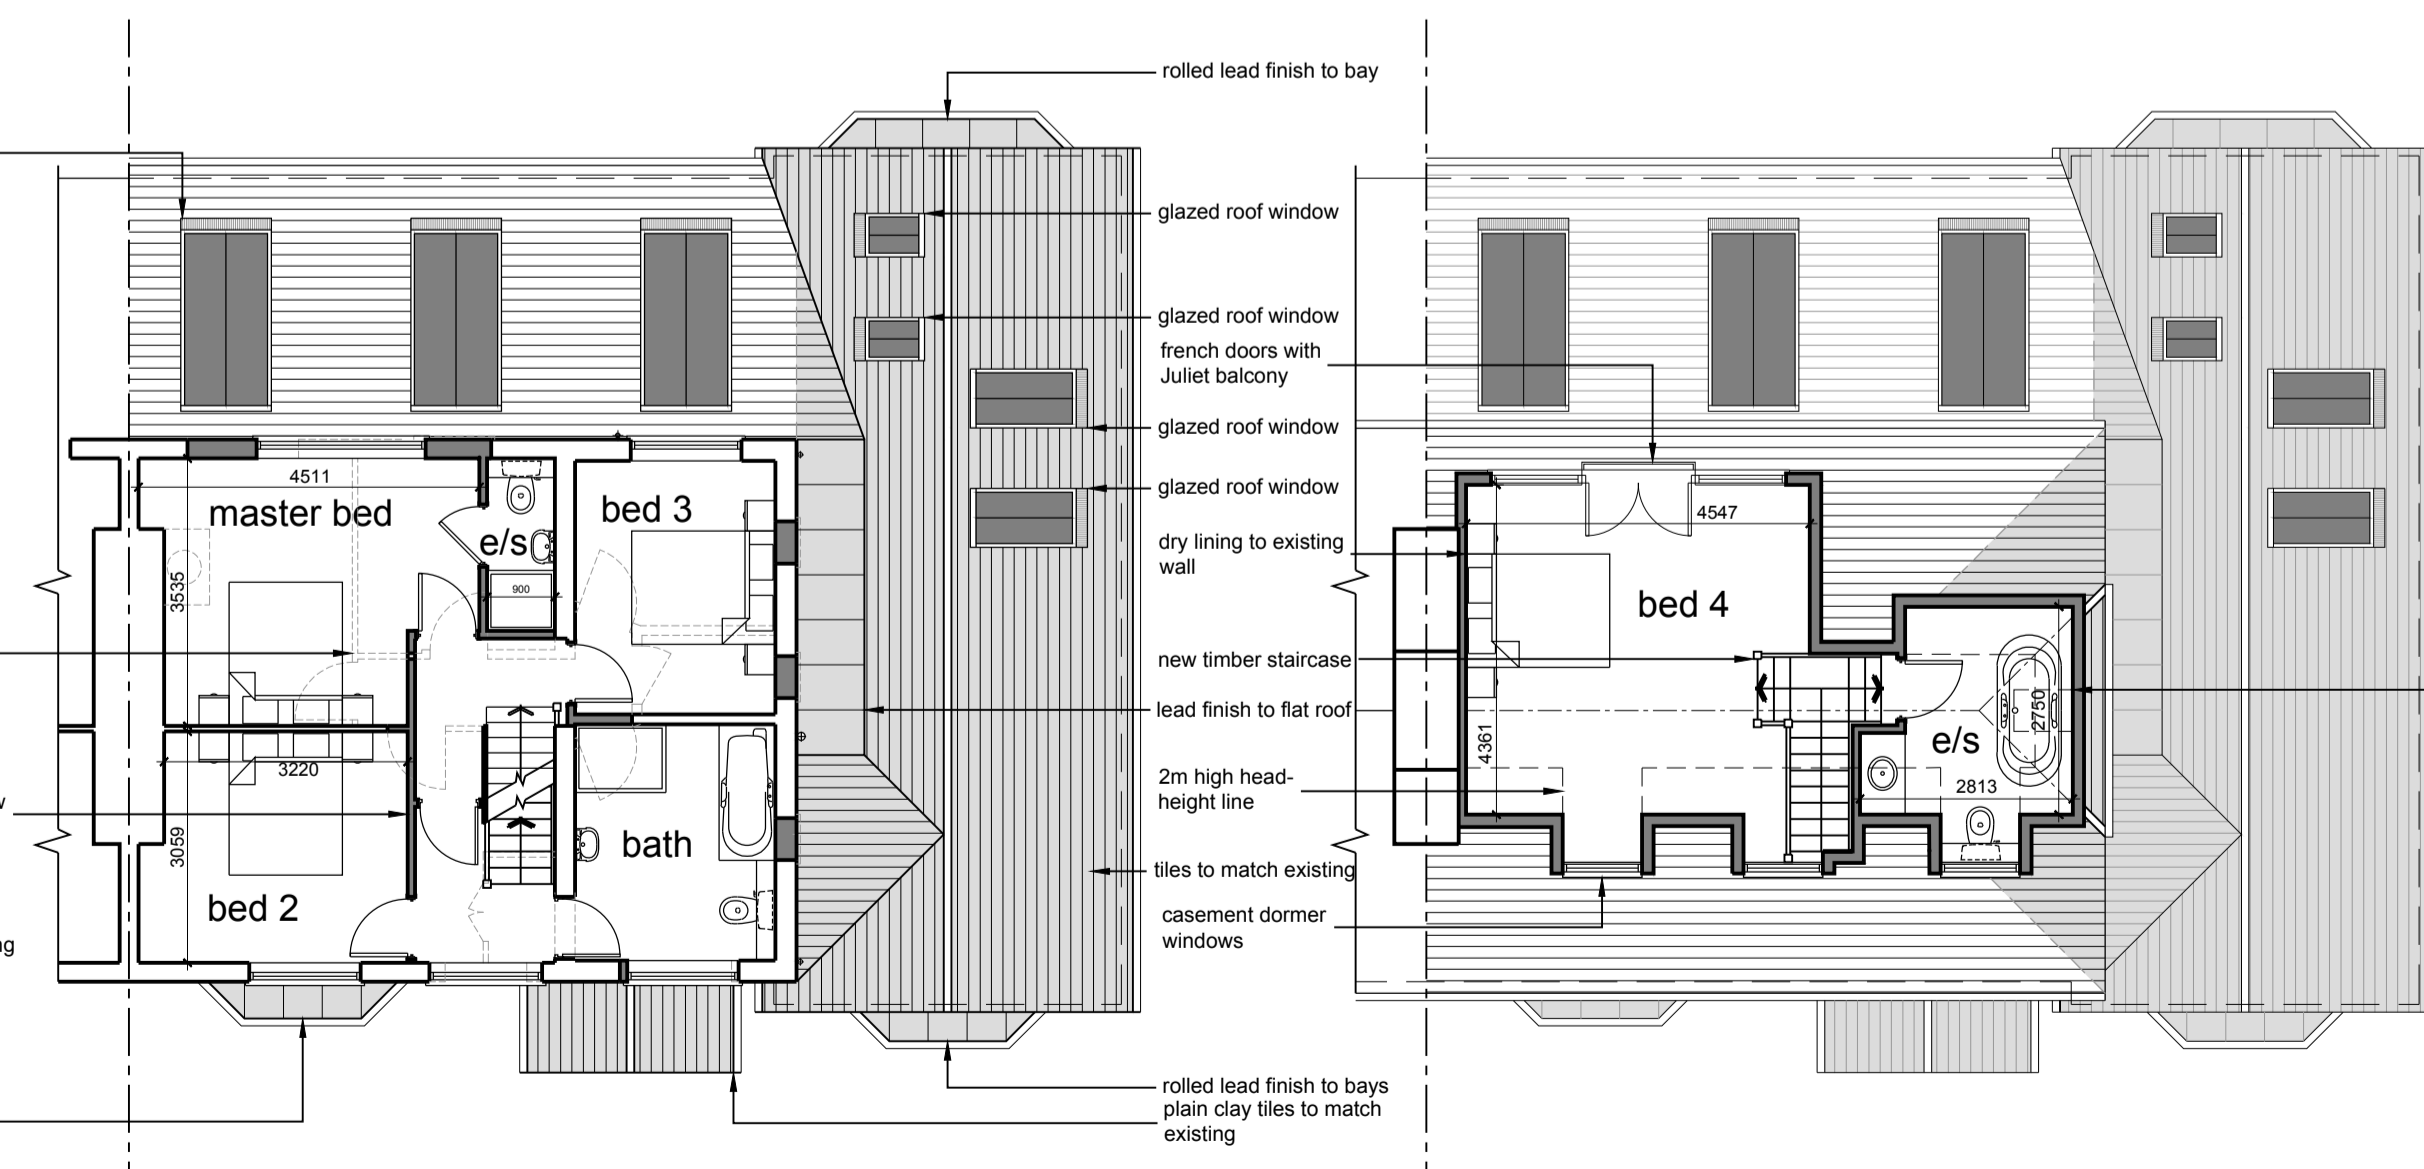 rolled lead finish to bay
glazed roof window
glazed roof window
french doors with
Juliet balcony
glazed roof window
glazed roof window
dry lining to existing
wall
new timber staircase
lead finish to flat roof
2m high head-
height line
tiles to match existing
casement dormer
windows
rolled lead finish to bays
plain clay tiles to match
existing
4511
master bed
3535
e/s
900
bed 3
3220
3059
bed 2
bath
ng
4547
bed 4
4361
e/s
2750
2813